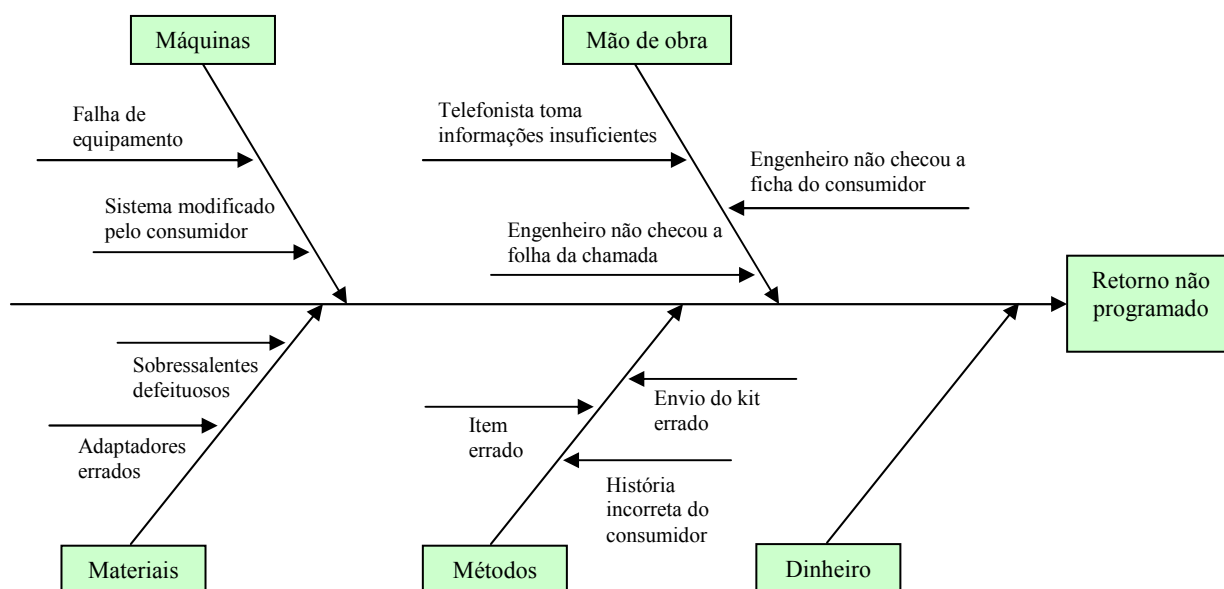 Máquinas
Mão de obra
Falha de
equipamento
Telefonista toma
informações insuficientes
Engenheiro não checou a
ficha do consumidor
Sistema modificado
pelo consumidor
Engenheiro não checou a
folha da chamada
Retorno não
programado
Sobressalentes
defeituosos
Adaptadores
errados
Envio do kit
errado
Item
errado
História
incorreta do
consumidor
Materiais
Métodos
Dinheiro